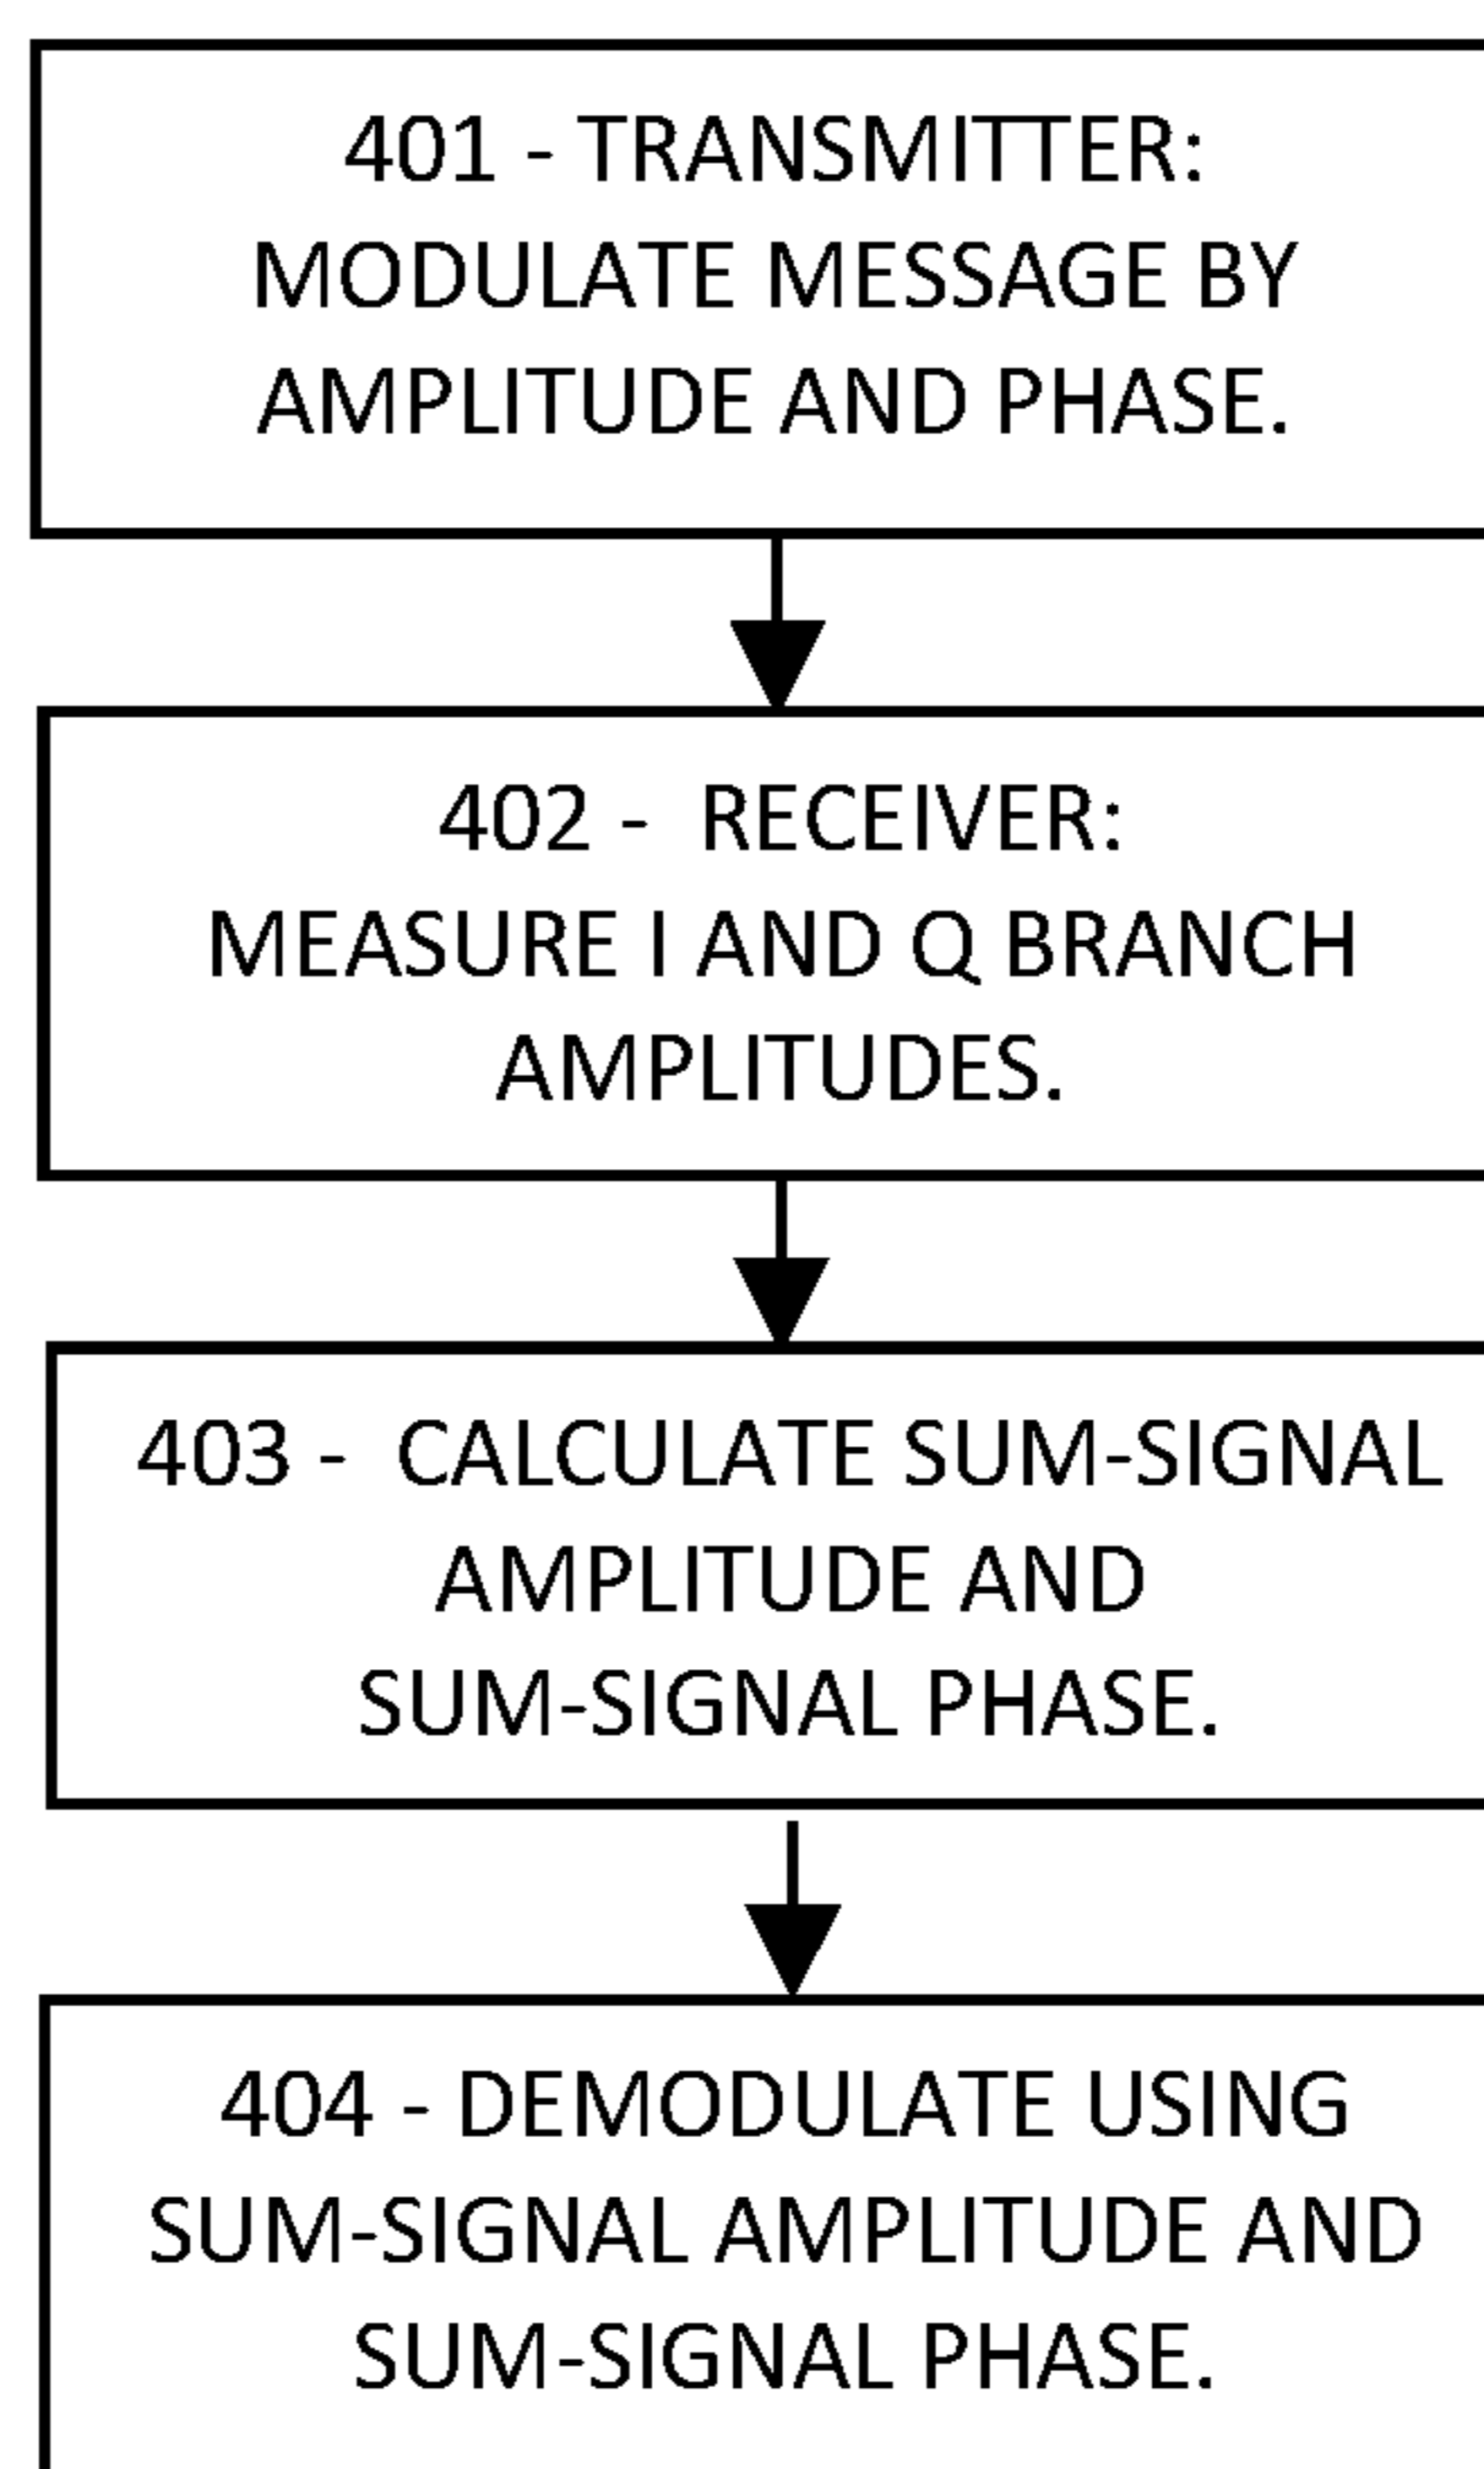 401 - TRANSMITTER:
MODULATE MESSAGE BY
AMPLITUDE AND PHASE.
402 - RECEIVER:
MEASURE I AND Q BRANCH
AMPLITUDES.
403 - CALCULATE SUM-SIGNAL
AMPLITUDE AND
SUM-SIGNAL PHASE.
404 - DEMODULATE USING
SUM-SIGNAL AMPLITUDE AND
SUM-SIGNAL PHASE.